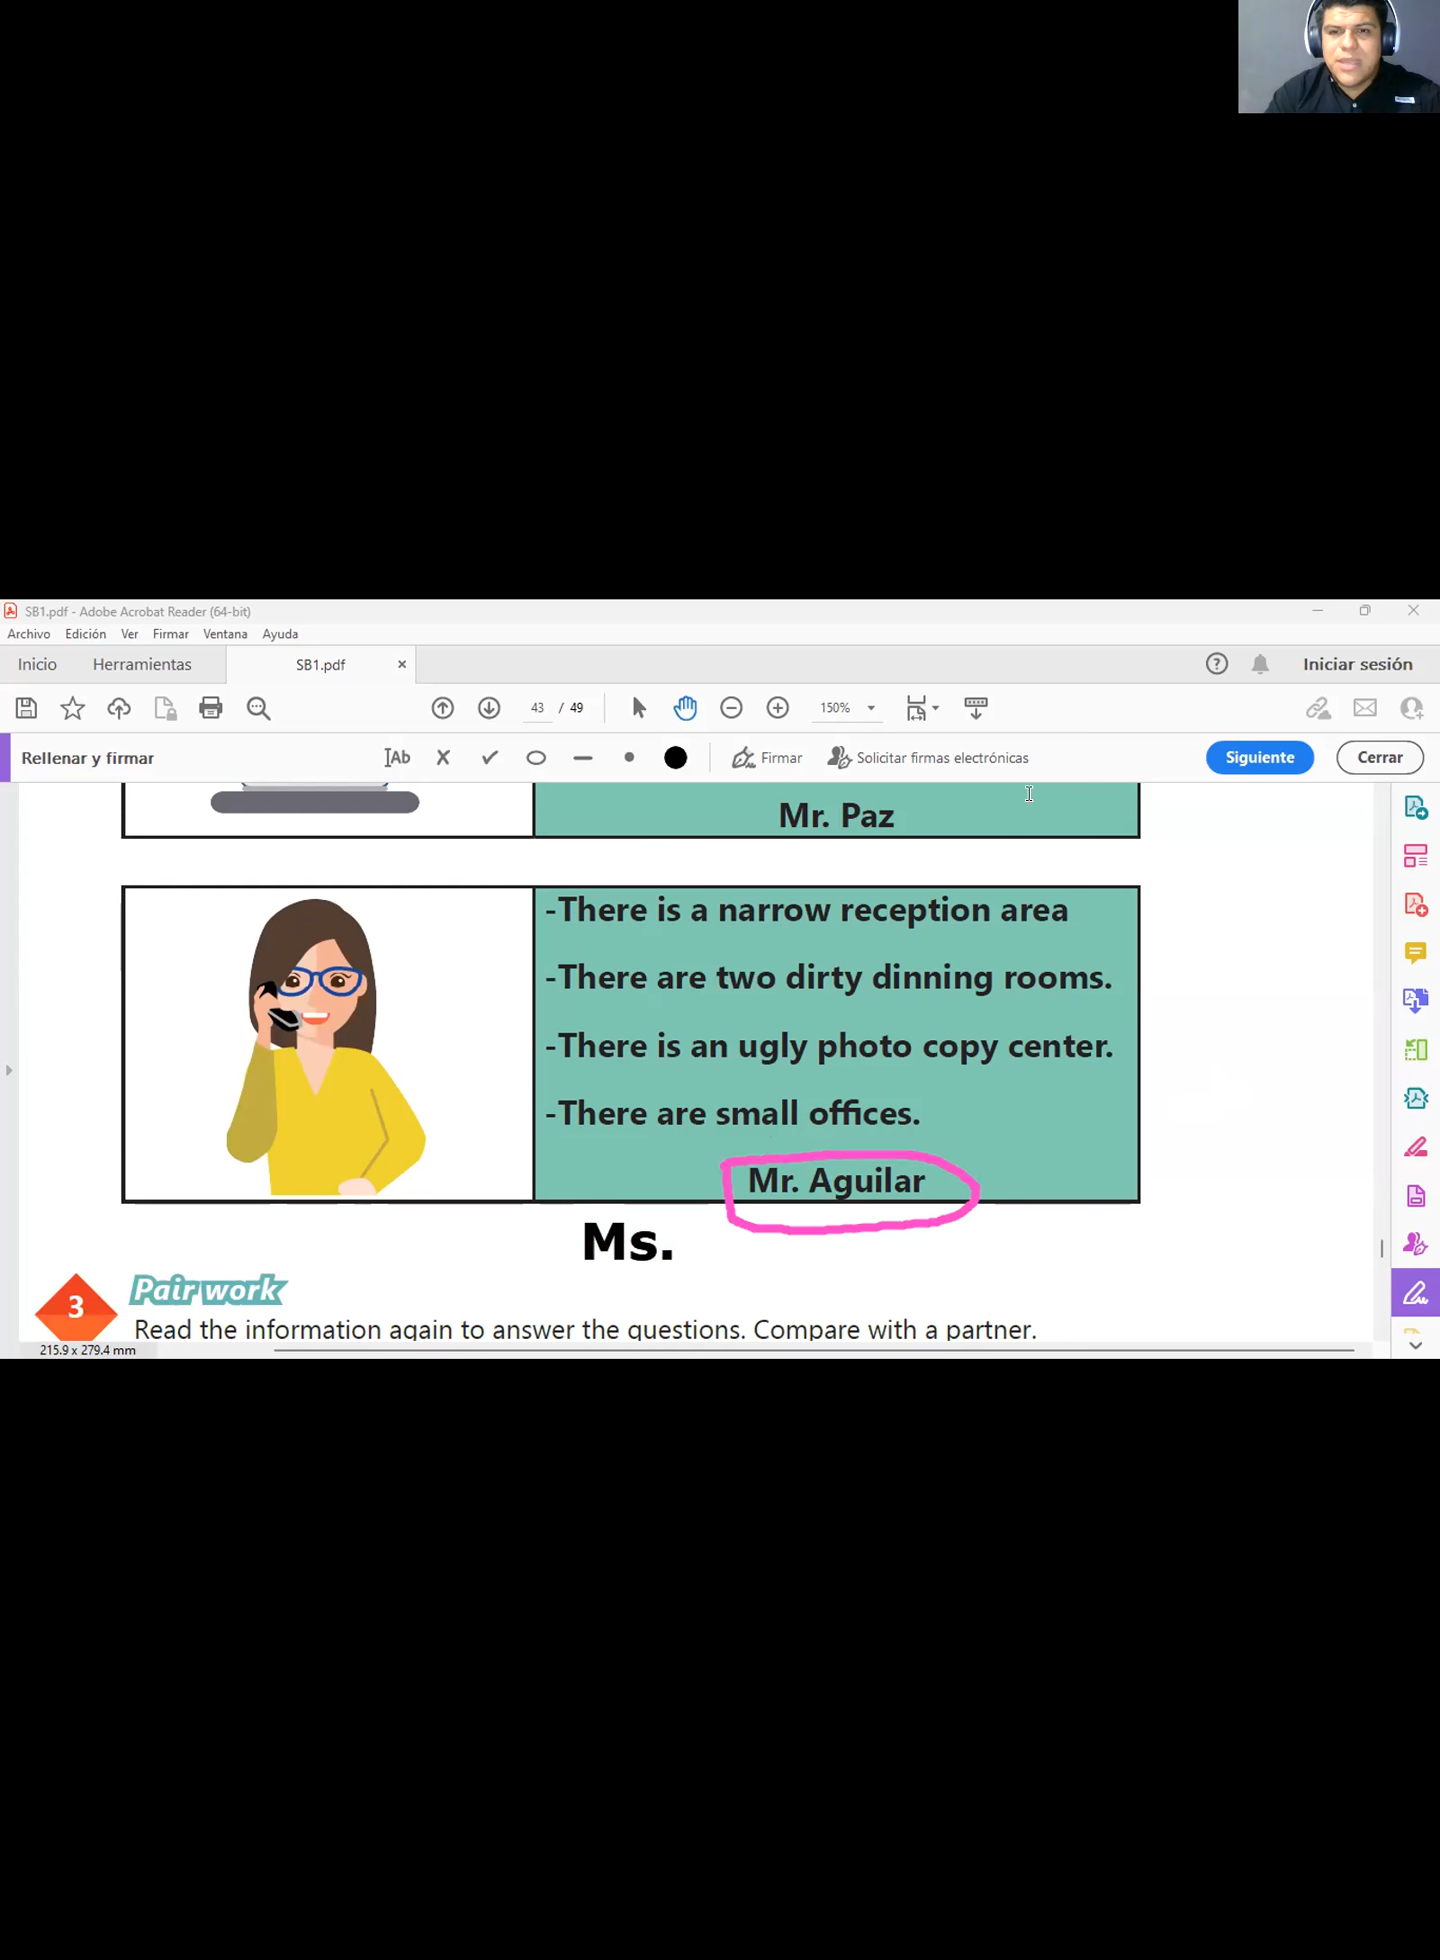 SB1.pdf - Adobe Acrobat Reader (64-bit)
Archivo Edición Ver Firmar Ventana Ayuda
Inicio Herramientas SB1.pdf Iniciar sesión
43 / 49 150%
Rellenar y firmar Ab Firmar Solicitar firmas electrónicas Siguiente Cerrar
Mr. Paz
-There is a narrow reception area
-There are two dirty dinning rooms.
-There is an ugly photo copy center.
-There are small offices.
Mr. Aguilar
Ms.
3 Pair work
Read the information again to answer the questions. Compare with a partner.
215.9 x 279.4 mm